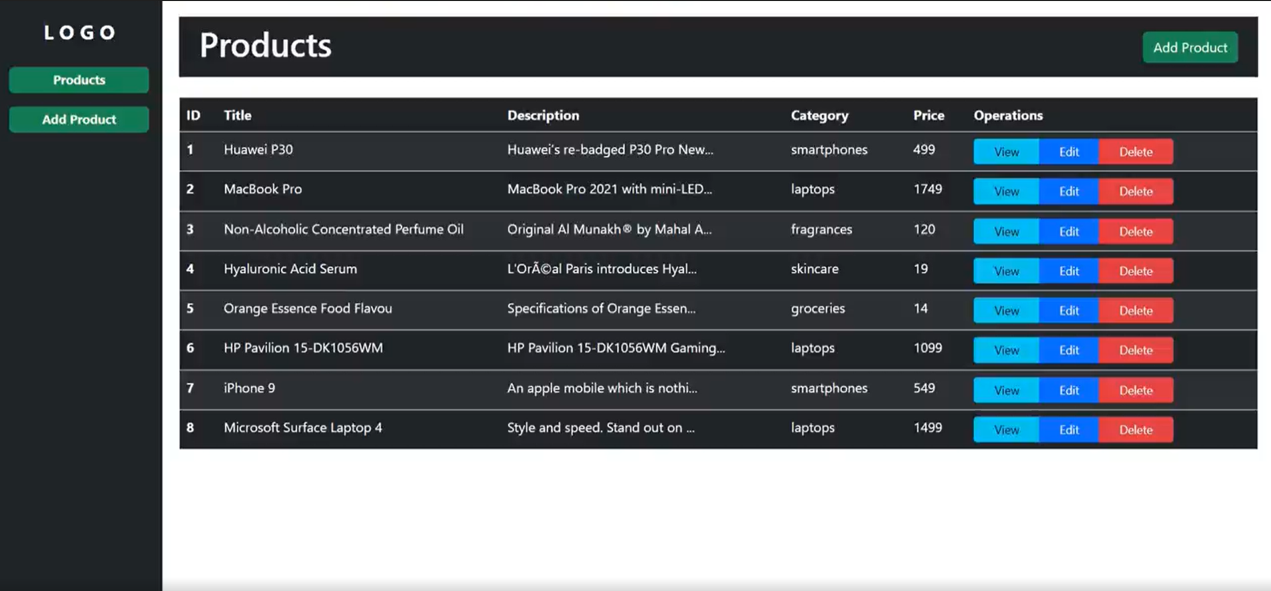 LOGO
Products
Add Product
Products
Add Product
ID Title Description Category Price Operations
1 Huawei P30 Huawei's re-badged P30 Pro New... smartphones 499 View Edit Delete
2 MacBook Pro MacBook Pro 2021 with mini-LED... laptops 1749 View Edit Delete
3 Non-Alcoholic Concentrated Perfume Oil Original Al Munakh® by Mahal A... fragrances 120 View Edit Delete
4 Hyaluronic Acid Serum L'OrÃ©al Paris introduces Hyal... skincare 19 View Edit Delete
5 Orange Essence Food Flavou Specifications of Orange Essen... groceries 14 View Edit Delete
6 HP Pavilion 15-DK1056WM HP Pavilion 15-DK1056WM Gaming... laptops 1099 View Edit Delete
7 iPhone 9 An apple mobile which is nothi... smartphones 549 View Edit Delete
8 Microsoft Surface Laptop 4 Style and speed. Stand out on ... laptops 1499 View Edit Delete